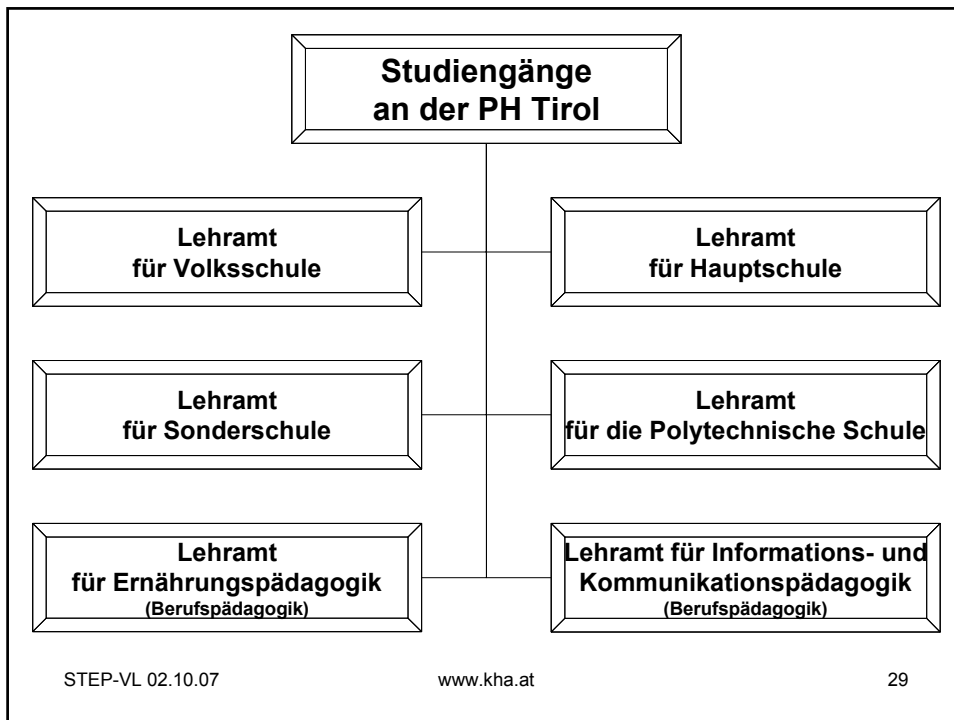 Studiengänge
an der PH Tirol
Lehramt
für Volksschule
Lehramt
für Hauptschule
Lehramt
für Sonderschule
Lehramt
für die Polytechnische Schule
Lehramt
für Ernährungspädagogik
(Berufspädagogik)
Lehramt für Informations- und
Kommunikationspädagogik
(Berufspädagogik)
STEP-VL 02.10.07
www.kha.at
29